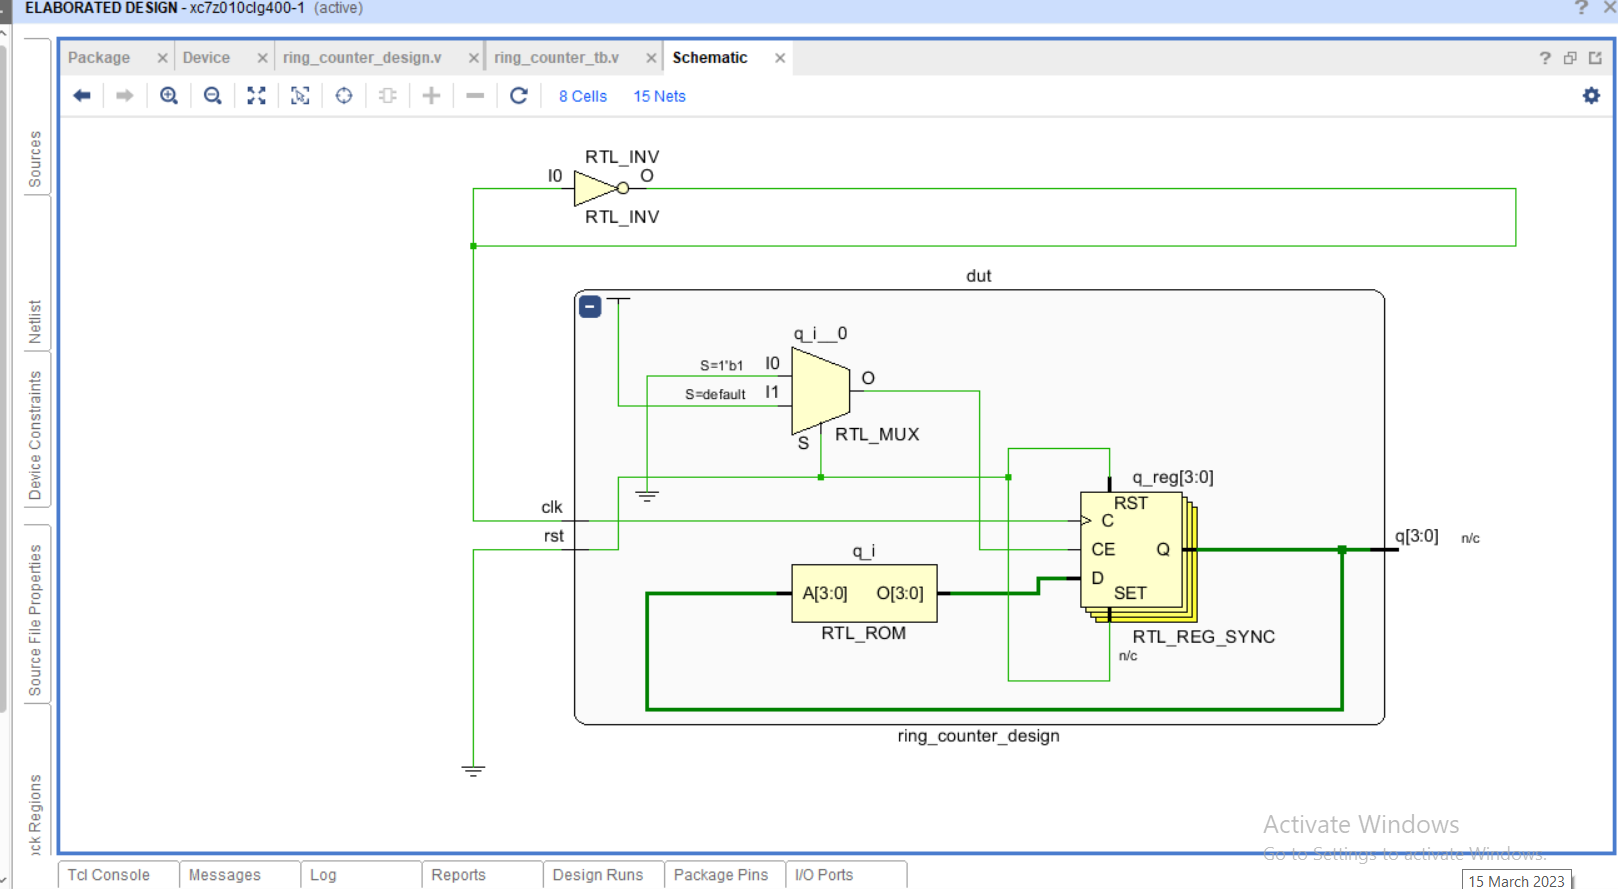 ELABORATED DESIGN - xc7z010clg400-1 (active)
Package
Device
ring_counter_design.v
ring_counter_tb.v
Schematic
8 Cells
15 Nets
Sources
Netlist
Device Constraints
Source File Properties
ock Regions
RTL_INV
I0
O
RTL_INV
dut
q_i__0
S=1'b1
I0
S=default
I1
O
S
RTL_MUX
clk
rst
q_reg[3:0]
RST
C
CE
Q
D
SET
RTL_REG_SYNC
n/c
q[3:0]
n/c
q_i
A[3:0]
O[3:0]
RTL_ROM
ring_counter_design
Activate Windows
Go to Settings to activate Windows.
Tcl Console
Messages
Log
Reports
Design Runs
Package Pins
I/O Ports
15 March 2023